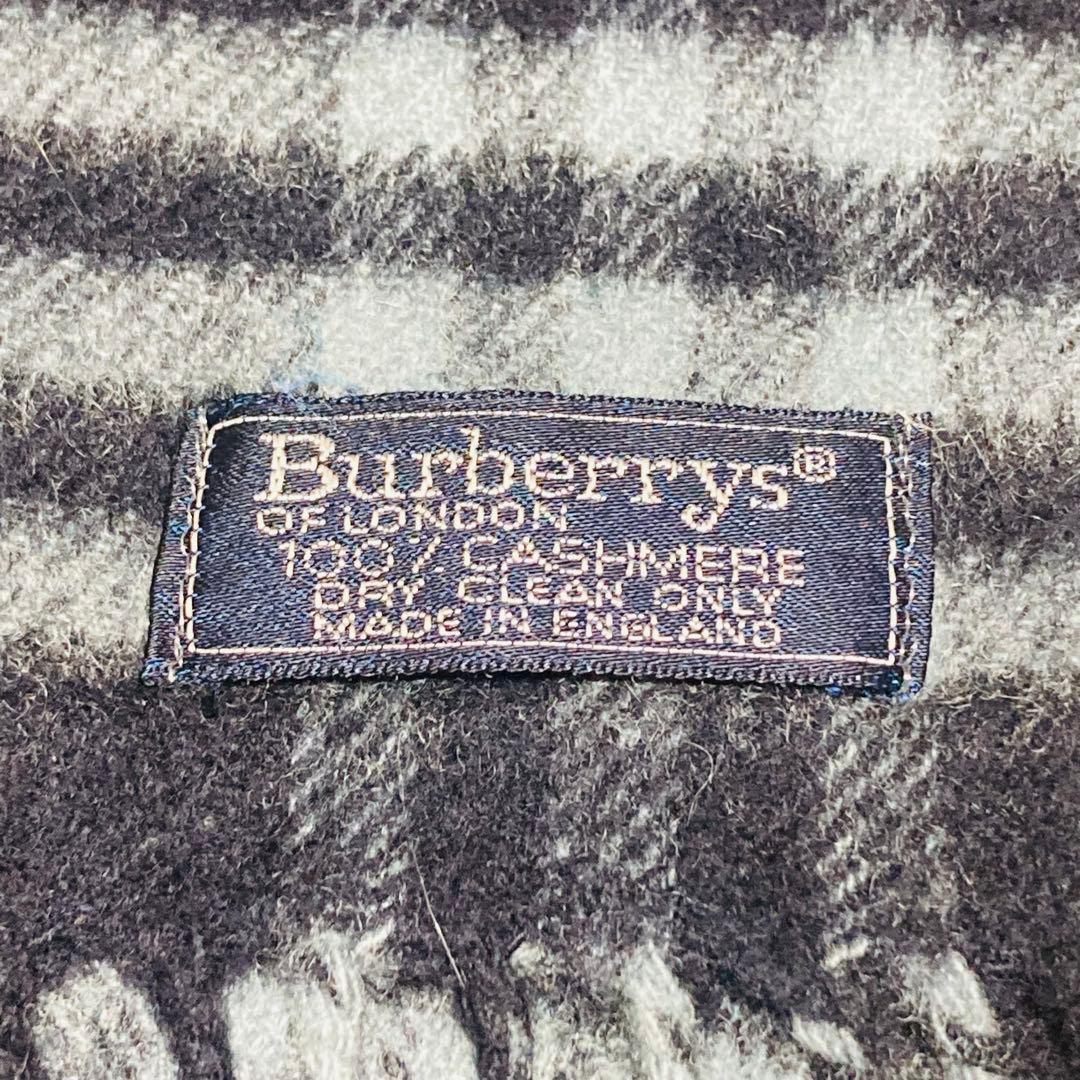 Burberrys®
OF LONDON
100% CASHMERE
DRY CLEAN ONLY
MADE IN ENGLAND